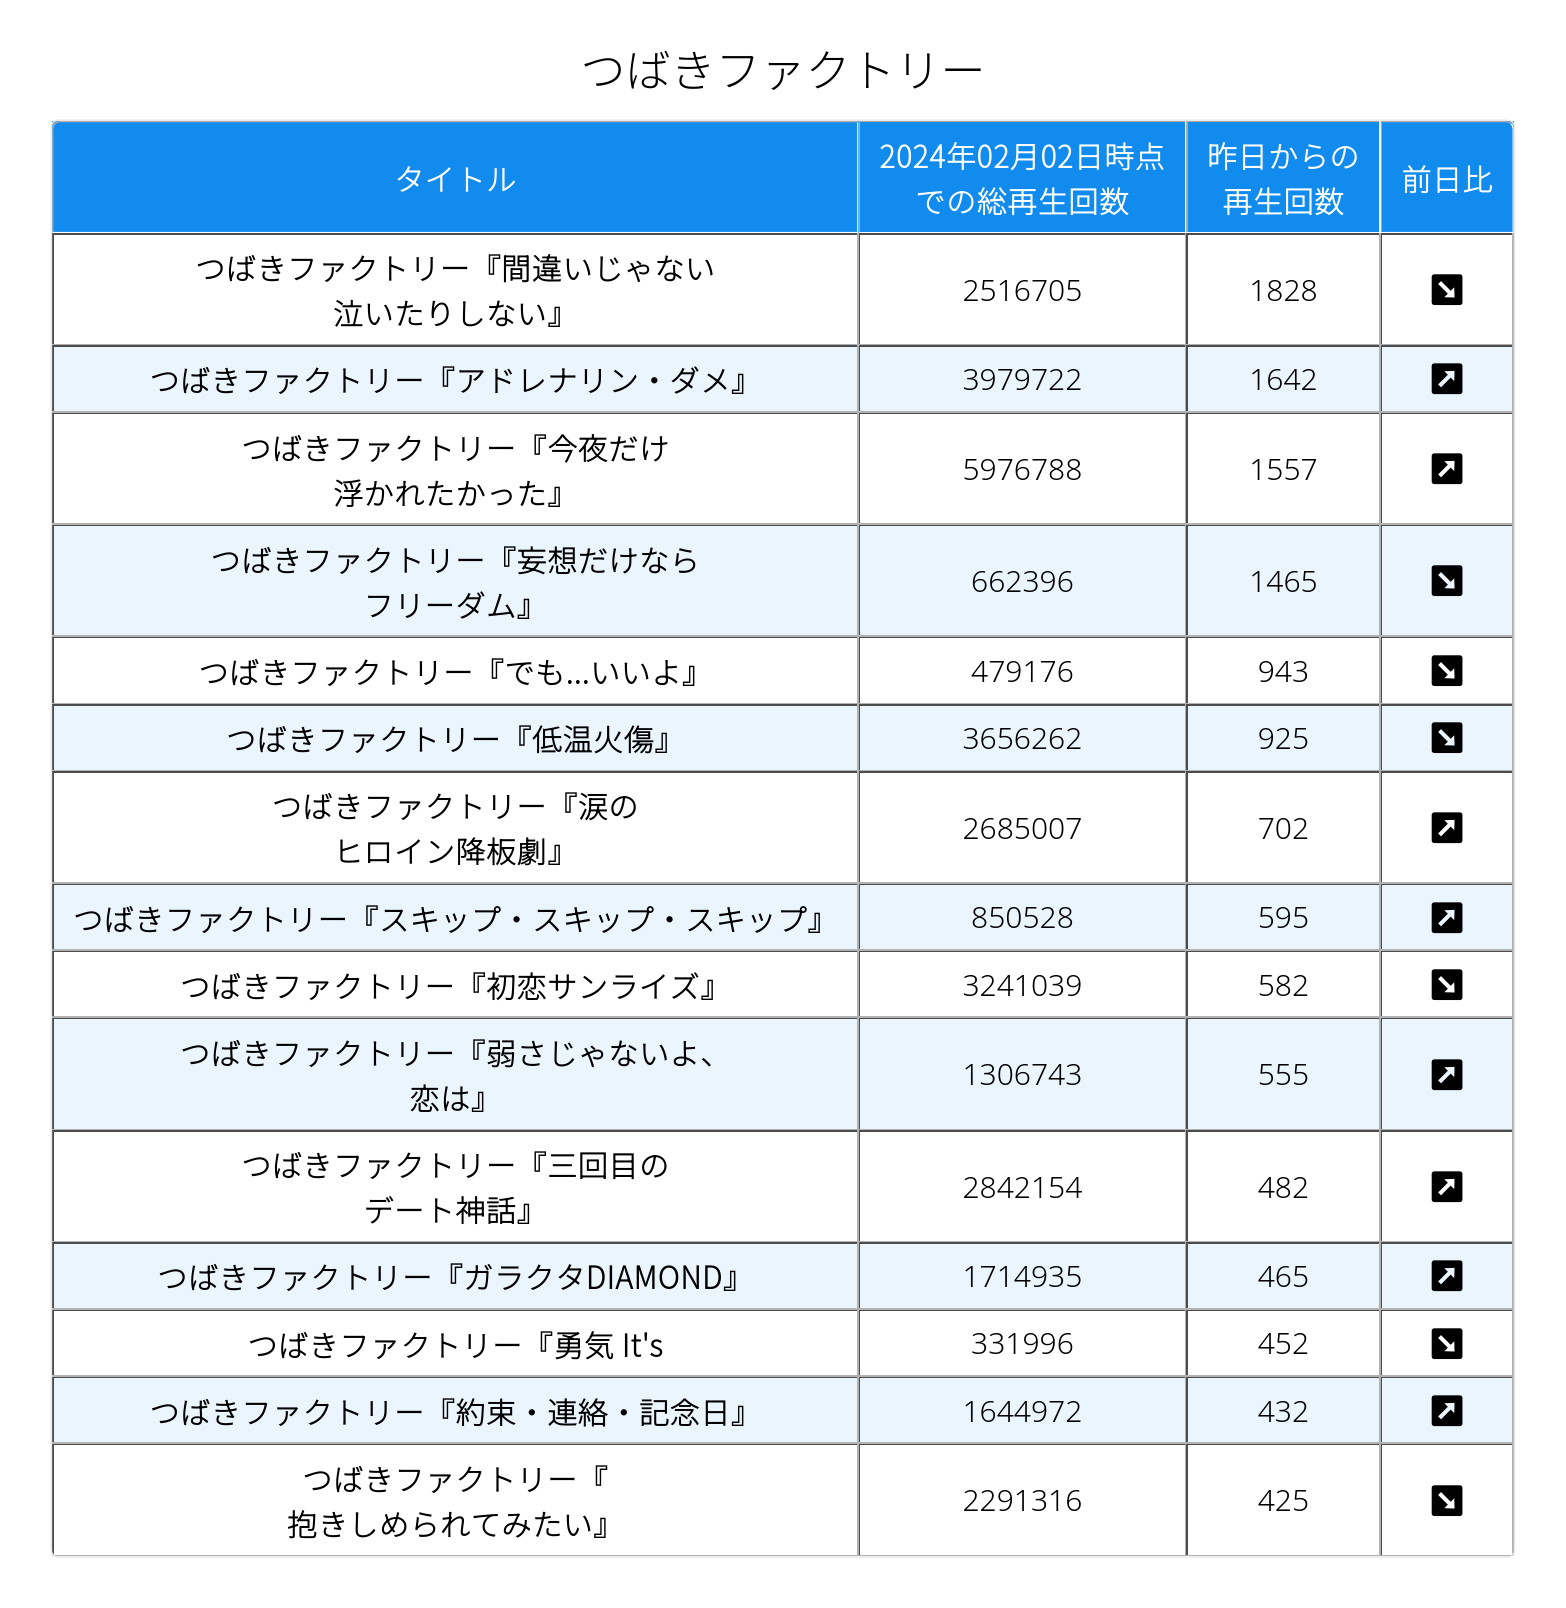 つばきファクトリー
タイトル
2024年02月02日時点
での総再生回数
昨日からの
再生回数
前日比
つばきファクトリー『間違いじゃない
泣いたりしない』
2516705
1828
つばきファクトリー『アドレナリン・ダメ』
3979722
1642
つばきファクトリー『今夜だけ
浮かれたかった』
5976788
1557
つばきファクトリー『妄想だけなら
フリーダム』
662396
1465
つばきファクトリー『でも...いいよ』
479176
943
つばきファクトリー『低温火傷』
3656262
925
つばきファクトリー『涙の
ヒロイン降板劇』
2685007
702
つばきファクトリー『スキップ・スキップ・スキップ』
850528
595
つばきファクトリー『初恋サンライズ』
3241039
582
つばきファクトリー『弱さじゃないよ、
恋は』
1306743
555
つばきファクトリー『三回目の
デート神話』
2842154
482
つばきファクトリー『ガラクタDIAMOND』
1714935
465
つばきファクトリー『勇気 It's
331996
452
つばきファクトリー『約束・連絡・記念日』
1644972
432
つばきファクトリー『
抱きしめられてみたい』
2291316
425